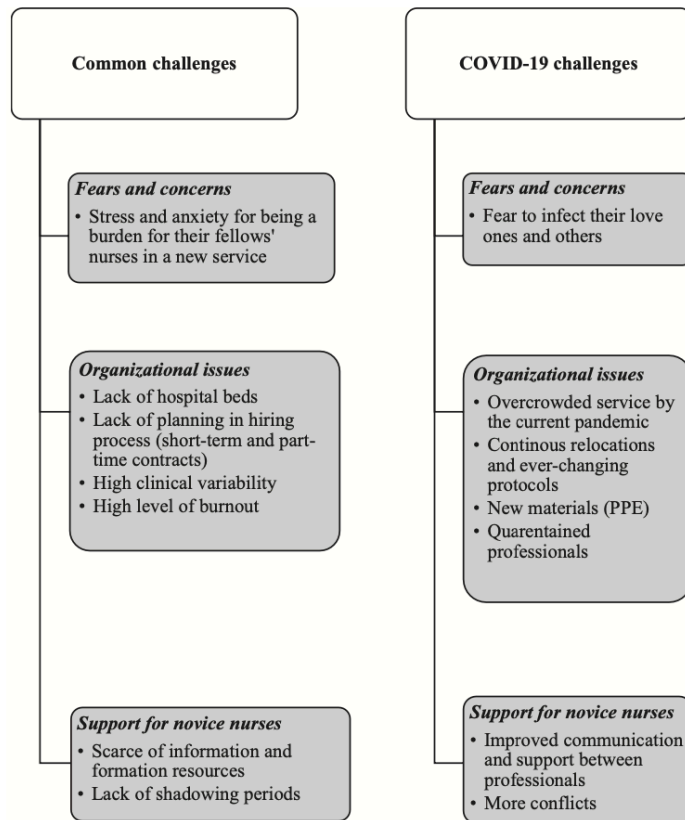 Common challenges
Fears and concerns
• Stress and anxiety for being a
burden for their fellows'
nurses in a new service
Organizational issues
• Lack of hospital beds
• Lack of planning in hiring
process (short-term and part-
time contracts)
• High clinical variability
• High level of burnout
Support for novice nurses
• Scarce of information and
formation resources
• Lack of shadowing periods
COVID-19 challenges
Fears and concerns
• Fear to infect their love
ones and others
Organizational issues
• Overcrowded service by
the current pandemic
• Continous relocations
and ever-changing
protocols
• New materials (PPE)
• Quarentained
professionals
Support for novice nurses
• Improved communication
and support between
professionals
• More conflicts